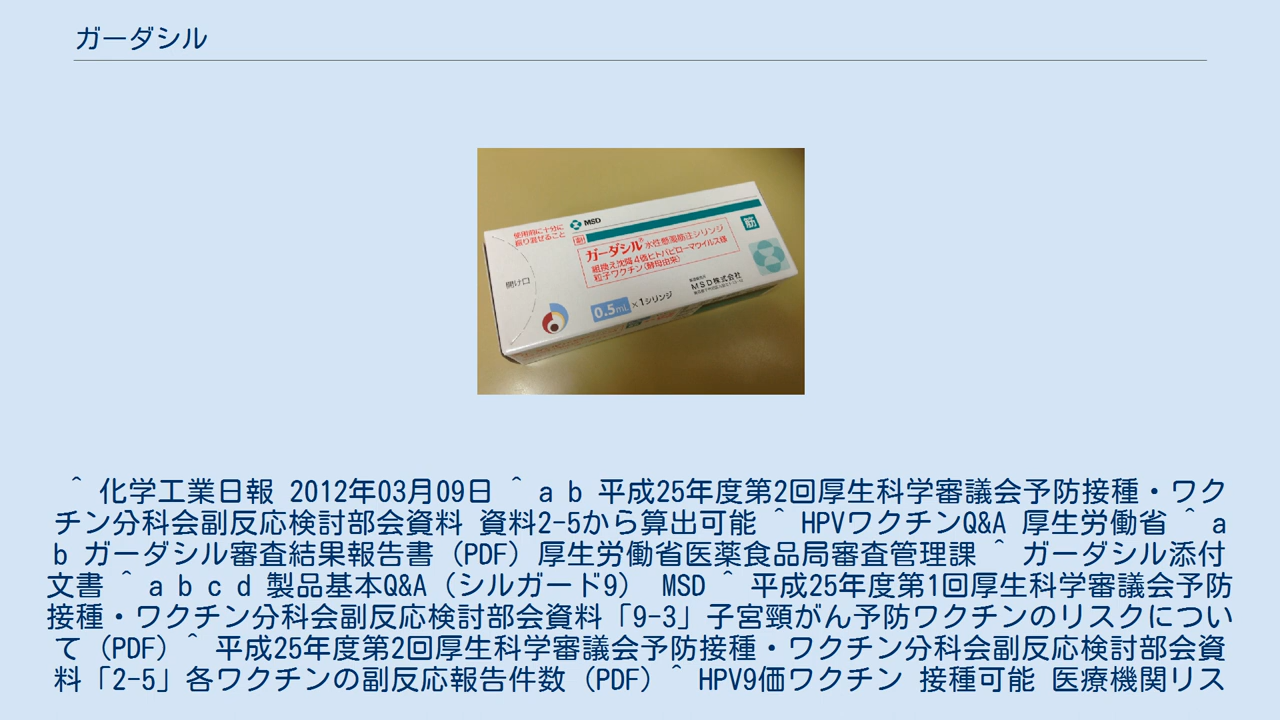 ガーダシル
使用前に十分に
振り混ぜること
MSD
ガーダシル® 水性懸濁筋注シリンジ
組換え沈降4価ヒトパピローマウイルス様
粒子ワクチン(酵母由来)
筋
開け口
0.5mL ×1シリンジ
MSD株式会社
^ 化学工業日報 2012年03月09日 ^ a b 平成25年度第2回厚生科学審議会予防接種・ワク
チン分科会副反応検討部会資料 資料2-5から算出可能 ^ HPVワクチンQ&A 厚生労働省 ^ a
b ガーダシル審査結果報告書（PDF）厚生労働省医薬食品局審査管理課 ^ ガーダシル添付
文書 ^ a b c d 製品基本Q&A（シルガード9） MSD ^ 平成25年度第1回厚生科学審議会予防
接種・ワクチン分科会副反応検討部会資料「9-3」子宮頸がん予防ワクチンのリスクについ
て（PDF）^ 平成25年度第2回厚生科学審議会予防接種・ワクチン分科会副反応検討部会資
料「2-5」各ワクチンの副反応報告件数（PDF）^ HPV9価ワクチン 接種可能 医療機関リス